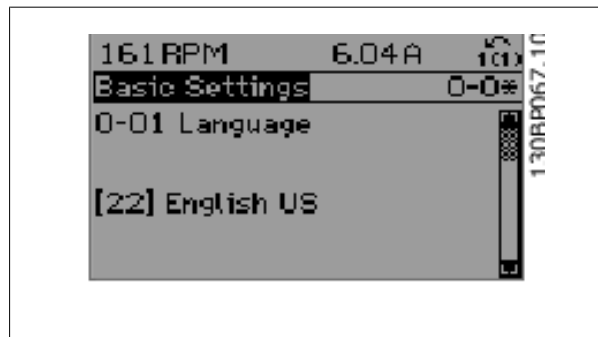 161 RPM 6.04 A 1(1)
Basic Settings 0-0*
0-01 Language
[22] English US
130BP067.10